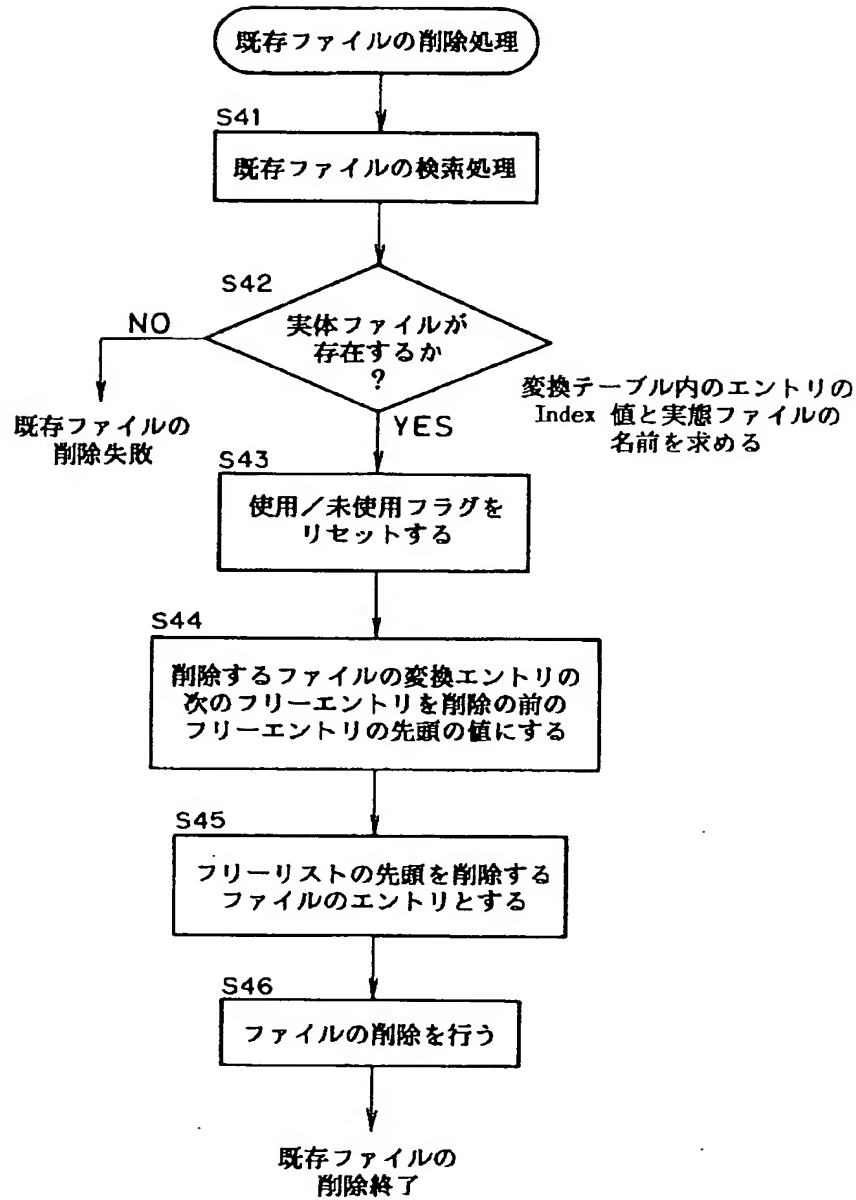 既存ファイルの削除処理
S41
既存ファイルの検索処理
S42
実体ファイルが
存在するか
?
NO
既存ファイルの
削除失敗
YES
変換テーブル内のエントリの
Index 値と実態ファイルの
名前を求める
S43
使用/未使用フラグを
リセットする
S44
削除するファイルの変換エントリの
次のフリーエントリを削除の前の
フリーエントリの先頭の値にする
S45
フリーリストの先頭を削除する
ファイルのエントリとする
S46
ファイルの削除を行う
既存ファイルの
削除終了